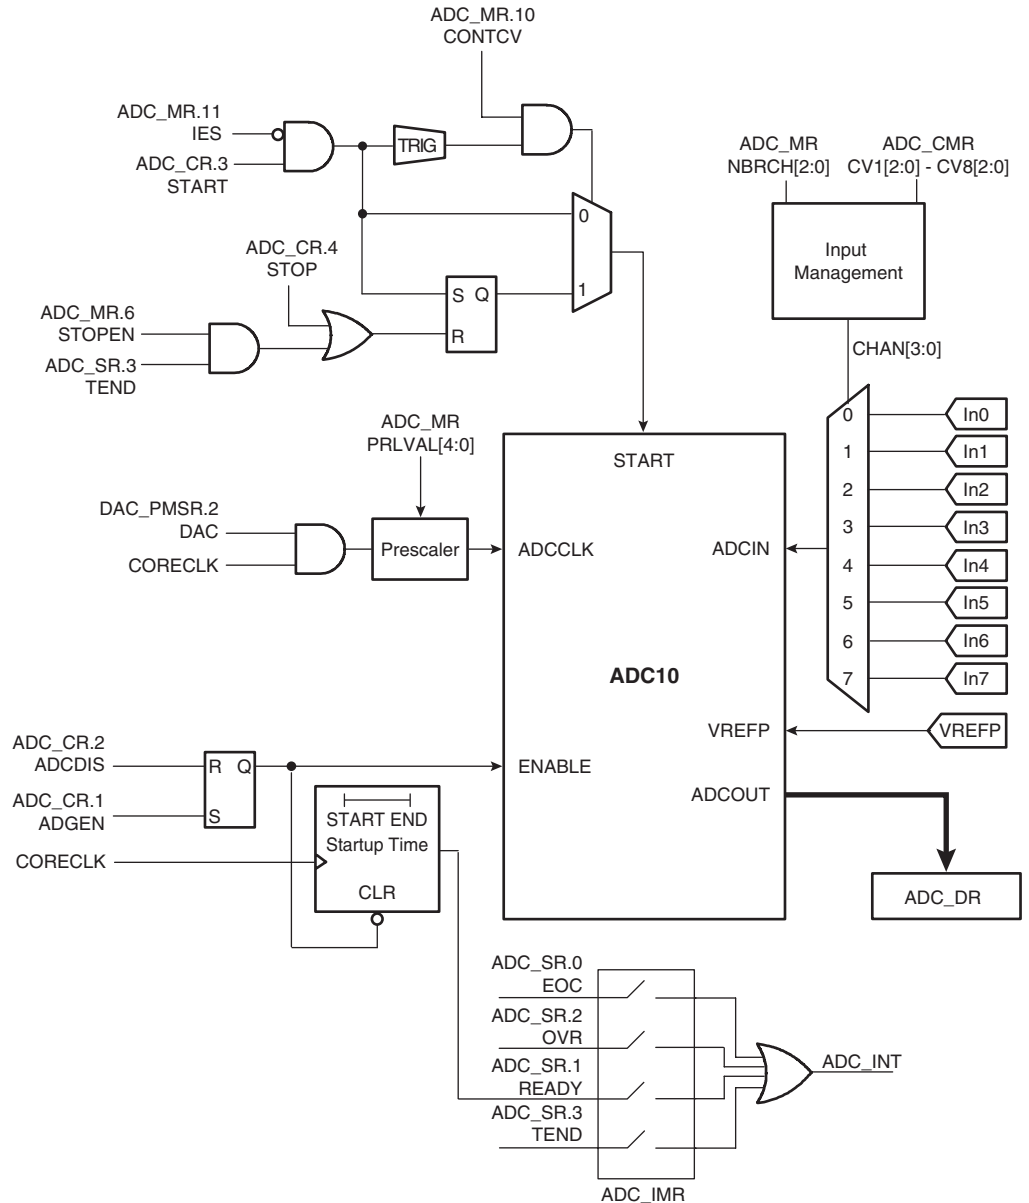 ADC_MR.10
CONTCV
ADC_MR.11
IES
ADC_CR.3
START
TRIG
ADC_MR
NBRCH[2:0]
ADC_CMR
CV1[2:0] - CV8[2:0]
0
1
Input
Management
ADC_CR.4
STOP
S Q
R
ADC_MR.6
STOPEN
ADC_SR.3
TEND
CHAN[3:0]
0
1
2
3
4
5
6
7
In0
In1
In2
In3
In4
In5
In6
In7
ADC_MR
PRLVAL[4:0]
START
DAC_PMSR.2
DAC
CORECLK
Prescaler
ADCCLK
ADCIN
ADC10
VREFP
VREFP
ADC_CR.2
ADCDIS
R Q
S
ADC_CR.1
ADGEN
ENABLE
ADCOUT
START END
Startup Time
CLR
CORECLK
ADC_DR
ADC_SR.0
EOC
ADC_SR.2
OVR
ADC_SR.1
READY
ADC_SR.3
TEND
ADC_INT
ADC_IMR